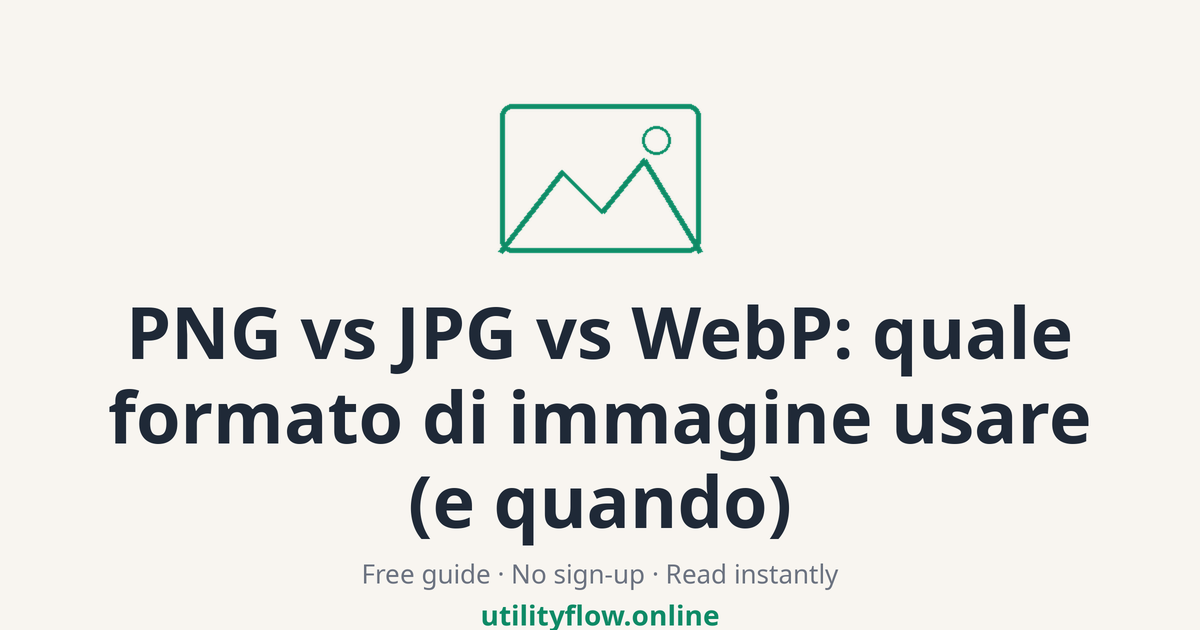 PNG vs JPG vs WebP: quale
formato di immagine usare
(e quando)
Free guide · No sign-up · Read instantly
utilityflow.online